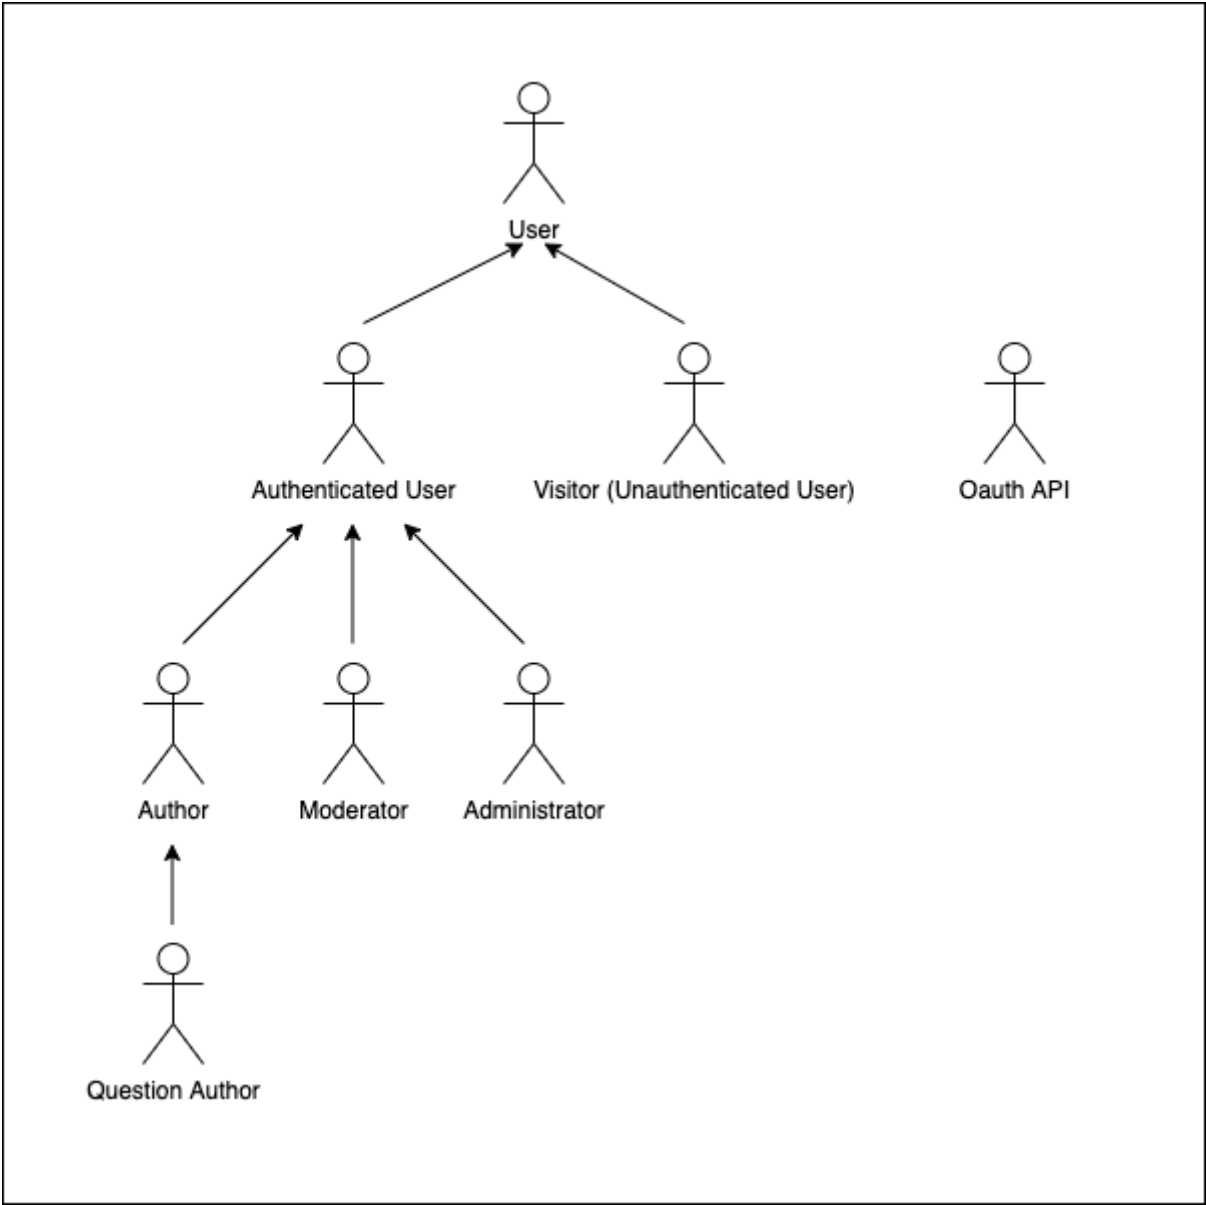 User
Authenticated User
Visitor (Unauthenticated User)
Oauth API
Author
Moderator
Administrator
Question Author